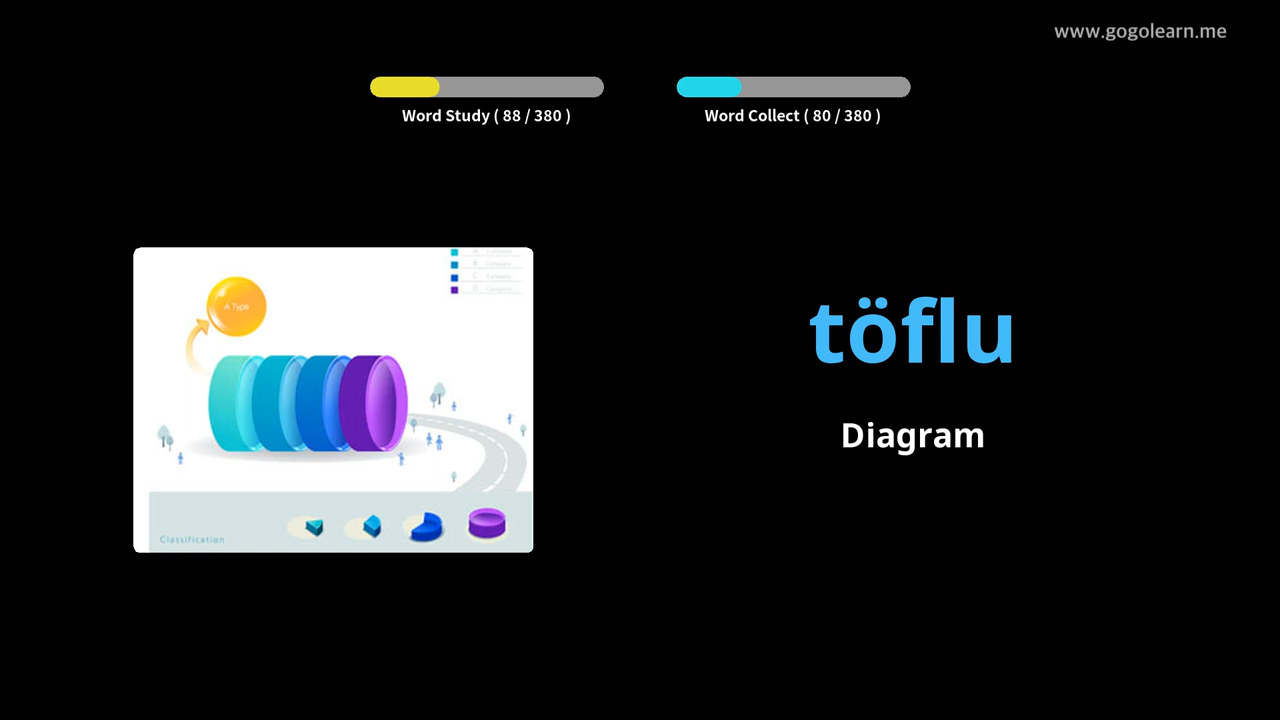 www.gogolearn.me
Word Study ( 88 / 380 )
Word Collect ( 80 / 380 )
A Type
töflu
Diagram
Classification